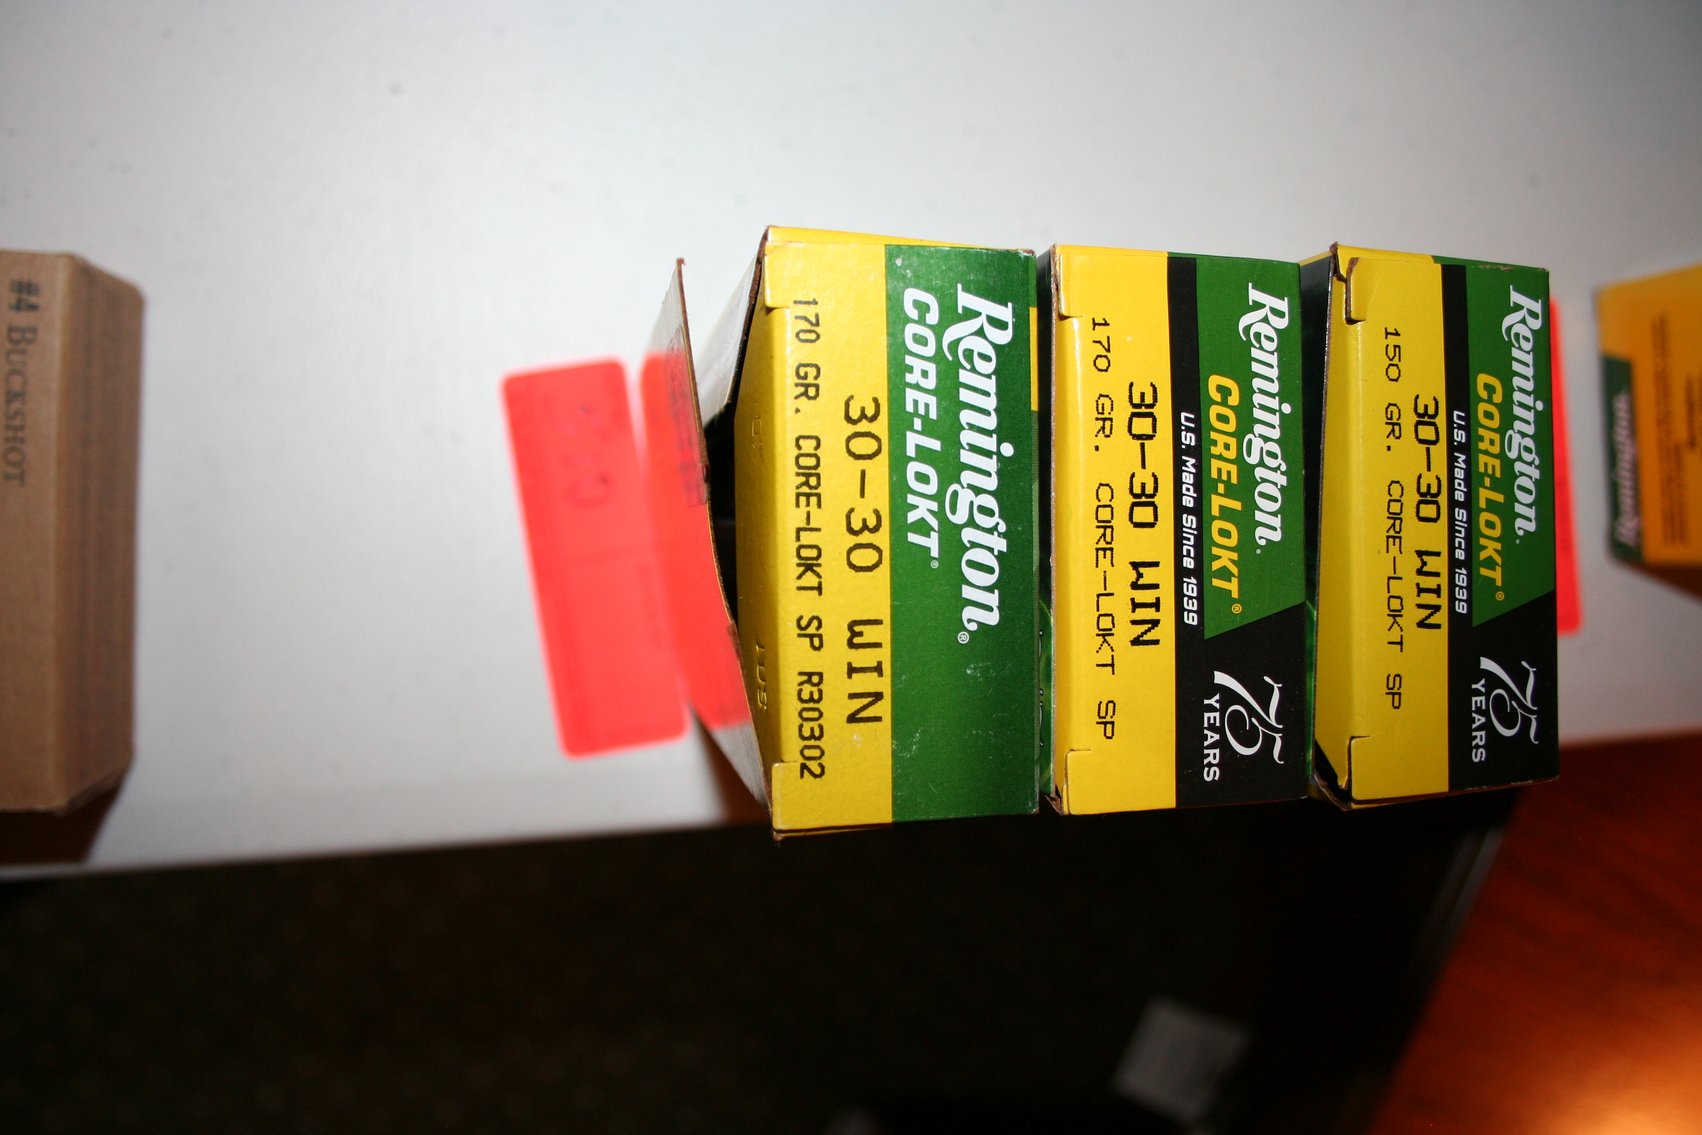 #4 BUCKSHOT
Remington®
CORE-LOKT®
30-30 WIN
170 GR. CORE-LOKT SP R30302
Remington.
CORE-LOKT®
U.S. Made Since 1939
75
YEARS
30-30 WIN
170 GR. CORE-LOKT SP
Remington.
CORE-LOKT®
U.S. Made Since 1939
75
YEARS
30-30 WIN
150 GR. CORE-LOKT SP
Remington